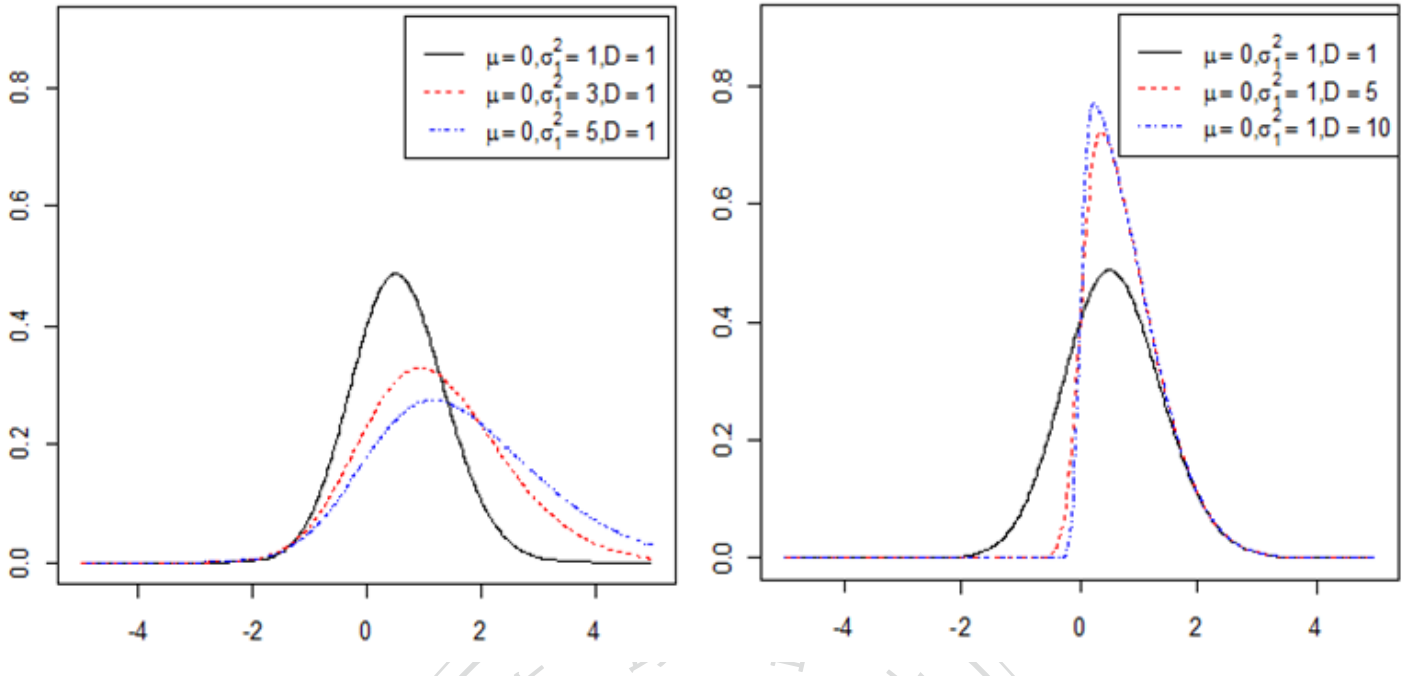 μ = 0,σ₁² = 1,D = 1
μ = 0,σ₁² = 3,D = 1
μ = 0,σ₁² = 5,D = 1
0.8
0.6
0.4
0.2
0.0
-4 -2 0 2 4
μ = 0,σ₁² = 1,D = 1
μ = 0,σ₁² = 1,D = 5
μ = 0,σ₁² = 1,D = 10
0.8
0.6
0.4
0.2
0.0
-4 -2 0 2 4